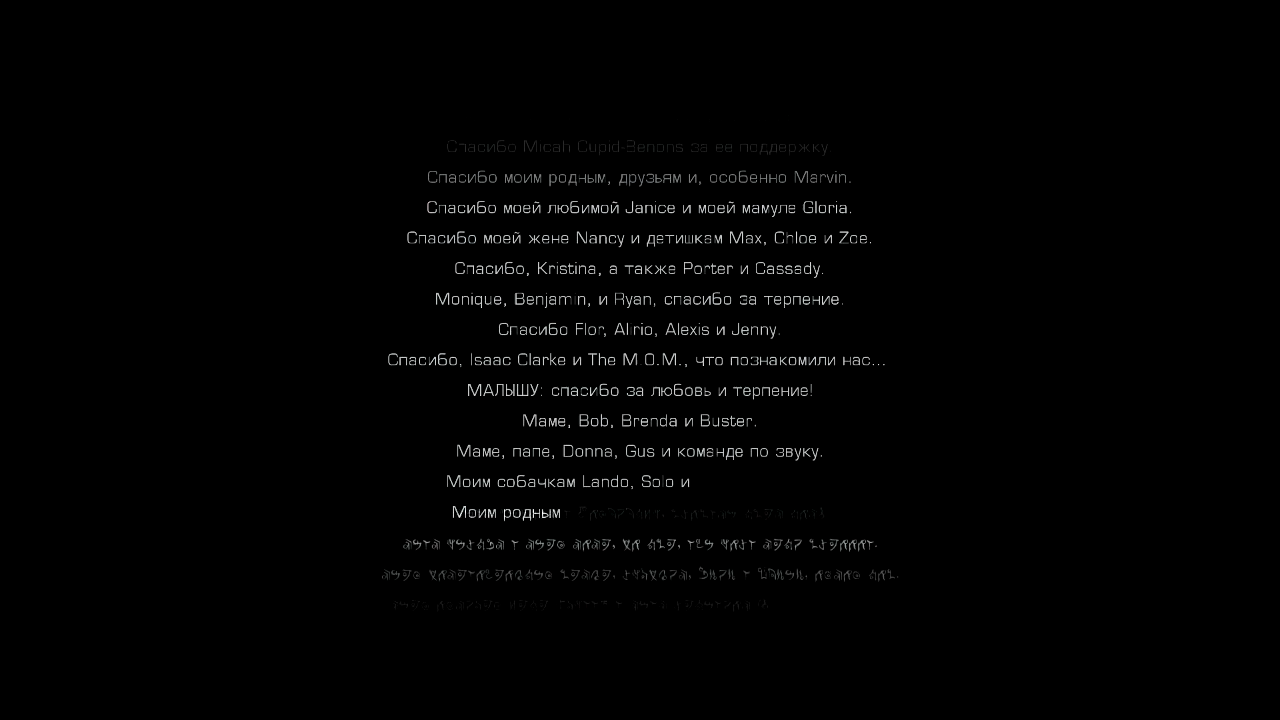 Спасибо Micah Cupid-Benons за ее поддержку.
Спасибо моим родным, друзьям и, особенно Marvin.
Спасибо моей любимой Janice и моей мамуле Gloria.
Спасибо моей жене Nancy и детишкам Max, Chloe и Zoe.
Спасибо, Kristina, а также Porter и Cassady.
Monique, Benjamin, и Ryan, спасибо за терпение.
Спасибо Flor, Alirio, Alexis и Jenny.
Спасибо, Isaac Clarke и The M.O.M., что познакомили нас...
МАЛЫШУ: спасибо за любовь и терпение!
Маме, Bob, Brenda и Buster.
Маме, папе, Donna, Gus и команде по звуку.
Моим собачкам Lando, Solo и
Моим родным